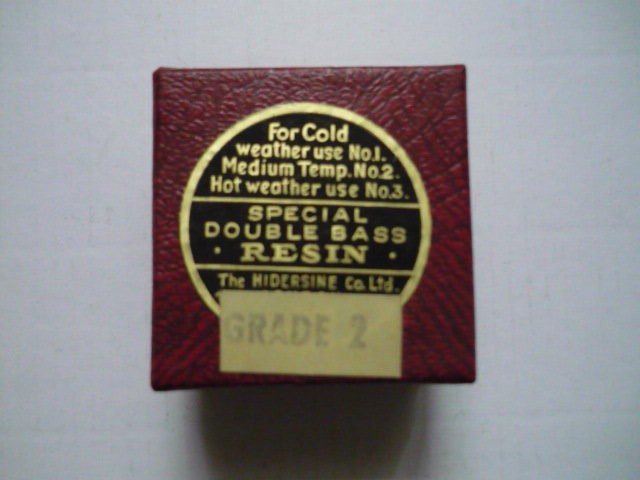 For Cold
weather use No.1.
Medium Temp. No.2.
Hot weather use No.3.
SPECIAL
DOUBLE BASS
· RESIN ·
The HIDERSINE Co. Ltd.
GRADE 2